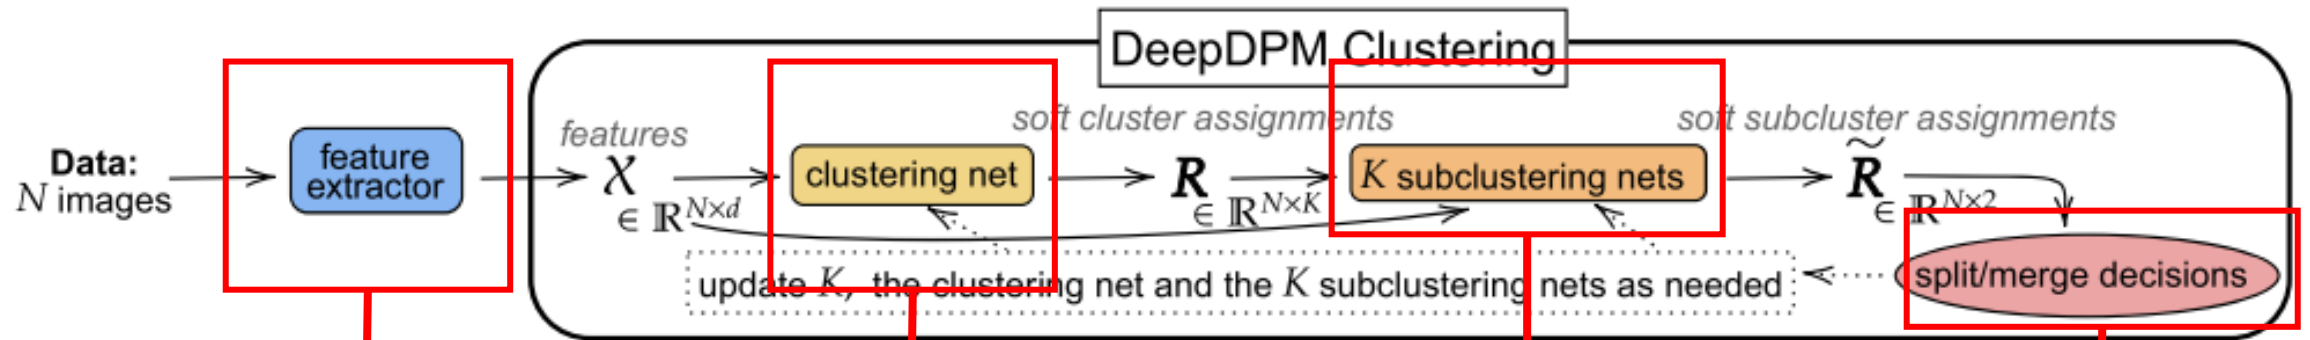 DeepDPM Clustering
Data:
N images
feature
extractor
features
X
∈ ℝ^{N×d}
clustering net
soft cluster assignments
R
∈ ℝ^{N×K}
K subclustering nets
soft subcluster assignments
R̃
∈ ℝ^{N×2}
split/merge decisions
update K, the clustering net and the K subclustering nets as needed